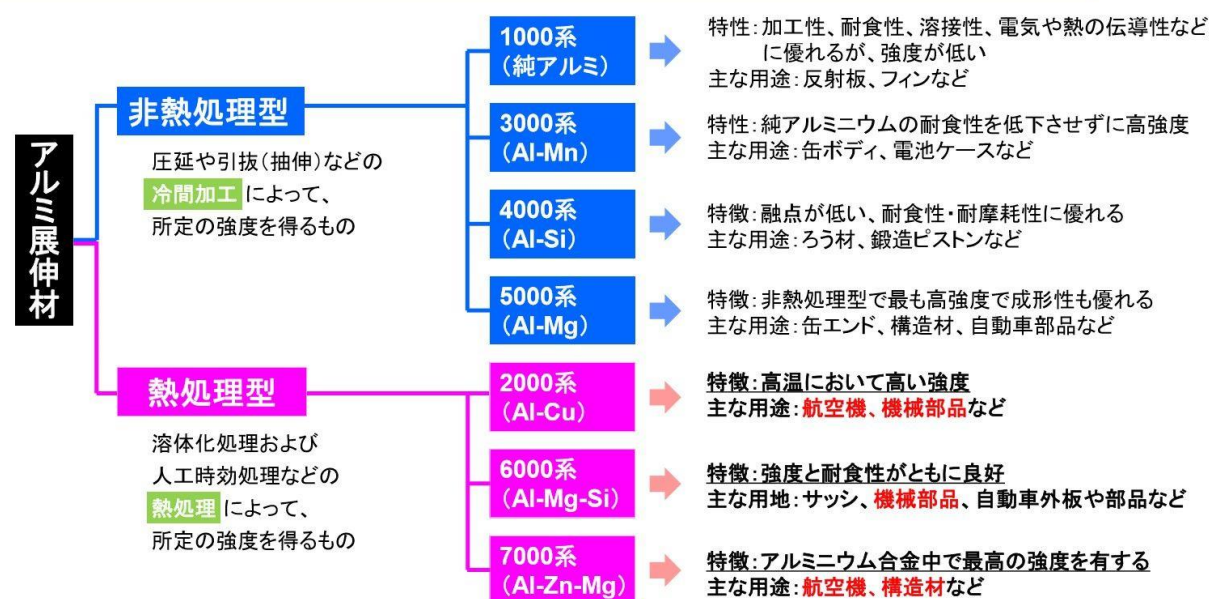 アルミ展伸材
非熱処理型
圧延や引抜(抽伸)などの
冷間加工によって、
所定の強度を得るもの
1000系
(純アルミ)
特性:加工性、耐食性、溶接性、電気や熱の伝導性など
に優れるが、強度が低い
主な用途:反射板、フィンなど
3000系
(Al-Mn)
特性:純アルミニウムの耐食性を低下させずに高強度
主な用途:缶ボディ、電池ケースなど
4000系
(Al-Si)
特徴:融点が低い、耐食性・耐摩耗性に優れる
主な用途:ろう材、鍛造ピストンなど
5000系
(Al-Mg)
特徴:非熱処理型で最も高強度で成形性も優れる
主な用途:缶エンド、構造材、自動車部品など
熱処理型
溶体化処理および
人工時効処理などの
熱処理によって、
所定の強度を得るもの
2000系
(Al-Cu)
特徴:高温において高い強度
主な用途:航空機、機械部品など
6000系
(Al-Mg-Si)
特徴:強度と耐食性がともに良好
主な用地:サッシ、機械部品、自動車外板や部品など
7000系
(Al-Zn-Mg)
特徴:アルミニウム合金中で最高の強度を有する
主な用途:航空機、構造材など